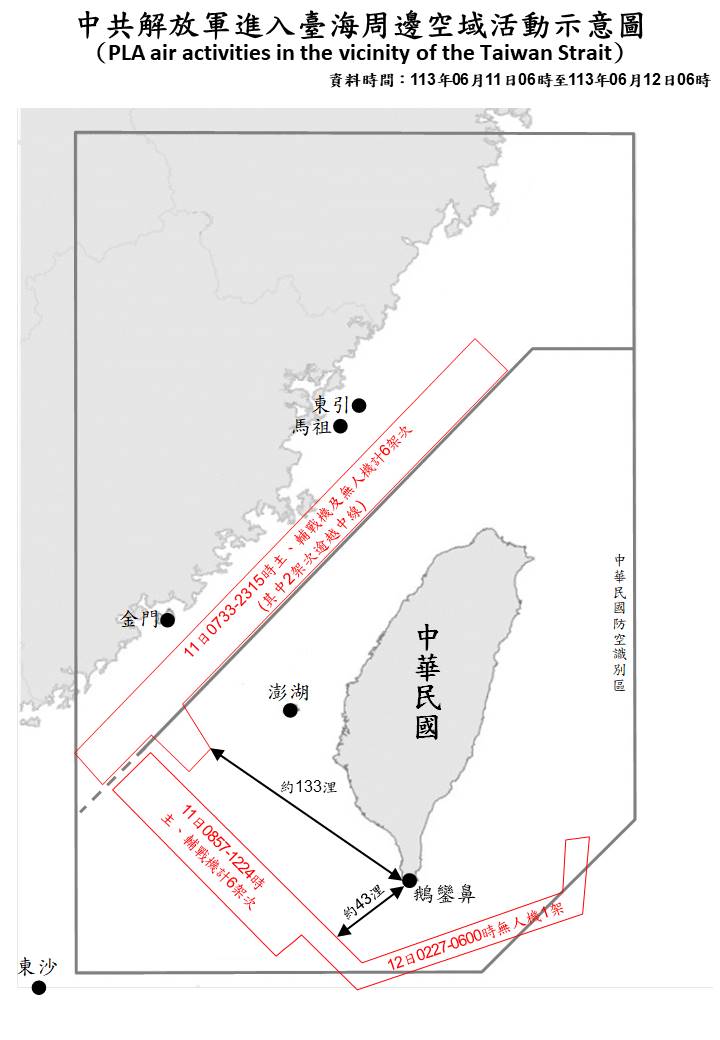 中共解放軍進入臺海周邊空域活動示意圖
（PLA air activities in the vicinity of the Taiwan Strait）
資料時間：113年06月11日06時至113年06月12日06時
東引
馬祖
11日0733-2315時主、輔戰機及無人機計6架次
(其中2架次逾越中線)
中華民國防空識別區
金門
中華民國
澎湖
約133浬
11日0857-1224時
主、輔戰機計6架次
約43浬
鵝鑾鼻
12日0227-0600時無人機1架
東沙